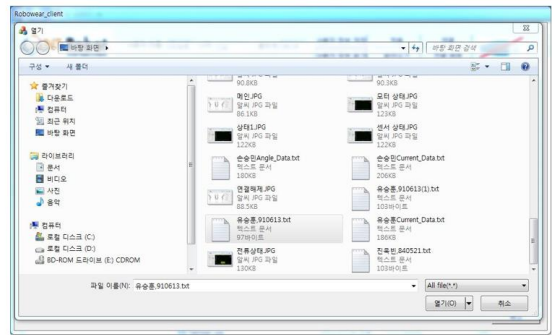 Robowear_client
열기
바탕 화면
바탕 화면 검색
구성
새 폴더
즐겨찾기
다운로드
컴퓨터
최근 위치
바탕 화면
라이브러리
문서
비디오
사진
음악
컴퓨터
로컬 디스크 (C:)
로컬 디스크 (D:)
BD-ROM 드라이브 (E:) CDROM
90.8KB
90.3KB
메인.JPG
알씨 JPG 파일
86.1KB
모터 상태.JPG
알씨 JPG 파일
123KB
상태1.JPG
알씨 JPG 파일
122KB
센서 상태.JPG
알씨 JPG 파일
122KB
손승민Angle_Data.txt
텍스트 문서
180KB
손승민Current_Data.txt
텍스트 문서
206KB
연결해제.JPG
알씨 JPG 파일
88.5KB
유승훈,910613(1).txt
텍스트 문서
103바이트
유승훈,910613.txt
텍스트 문서
97바이트
유승훈Current_Data.txt
텍스트 문서
186KB
전류상태.JPG
알씨 JPG 파일
130KB
진욱빈,840521.txt
텍스트 문서
103바이트
파일 이름(N):
유승훈,910613.txt
All file(*.*)
열기(O)
취소